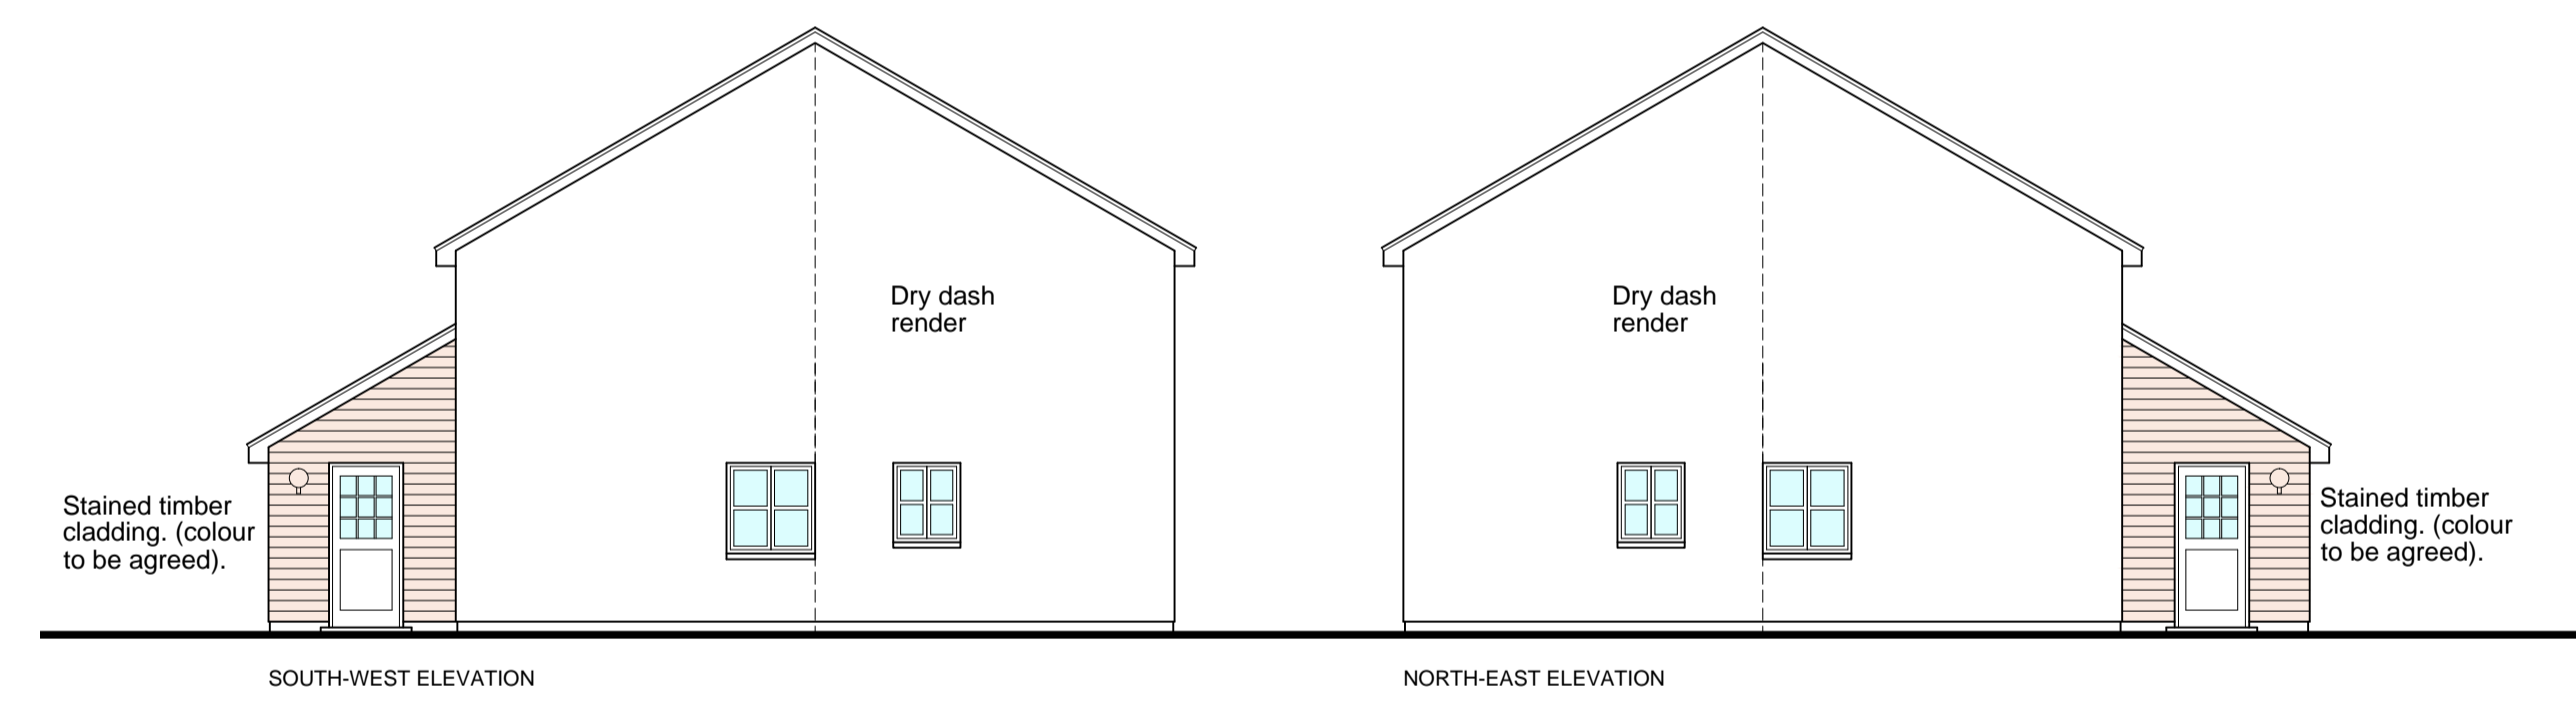 Dry dash
render
Stained timber
cladding. (colour
to be agreed).
SOUTH-WEST ELEVATION
Dry dash
render
Stained timber
cladding. (colour
to be agreed).
NORTH-EAST ELEVATION